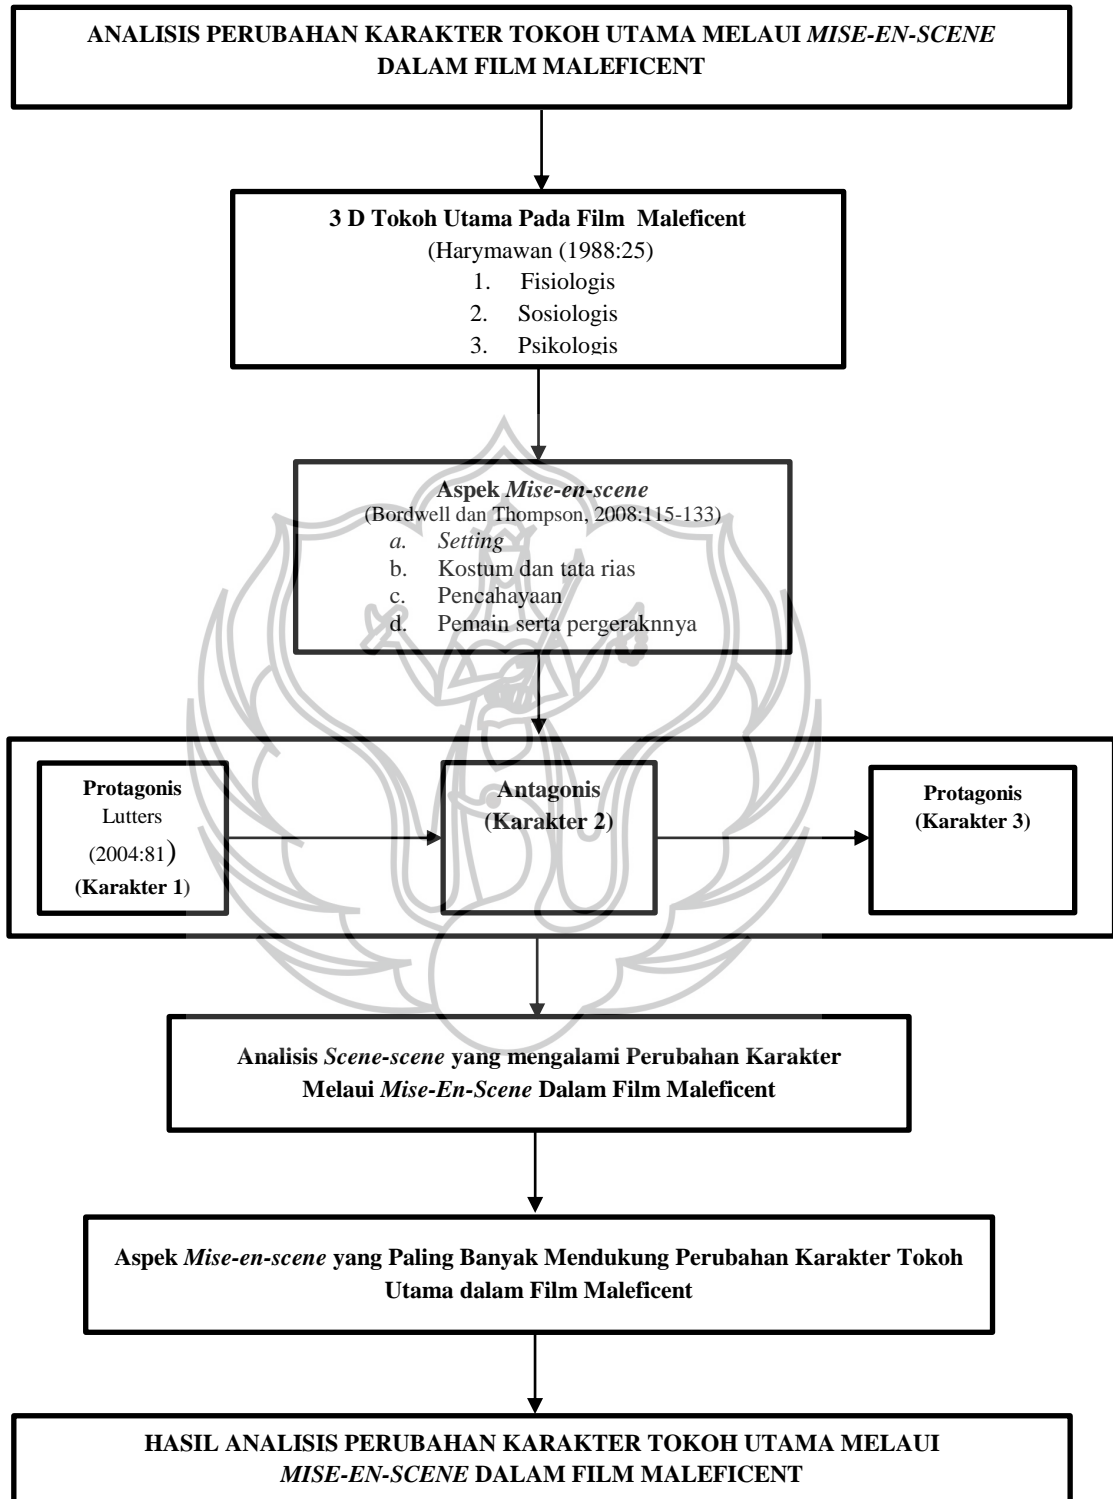 ANALISIS PERUBAHAN KARAKTER TOKOH UTAMA MELAUI MISE-EN-SCENE
DALAM FILM MALEFICENT
3 D Tokoh Utama Pada Film Maleficent
(Harymawan (1988:25)
1. Fisiologis
2. Sosiologis
3. Psikologis
Aspek Mise-en-scene
(Bordwell dan Thompson, 2008:115-133)
a. Setting
b. Kostum dan tata rias
c. Pencahayaan
d. Pemain serta pergeraknnya
Protagonis
Lutters
(2004:81)
(Karakter 1)
Antagonis
(Karakter 2)
Protagonis
(Karakter 3)
Analisis Scene-scene yang mengalami Perubahan Karakter
Melaui Mise-En-Scene Dalam Film Maleficent
Aspek Mise-en-scene yang Paling Banyak Mendukung Perubahan Karakter Tokoh
Utama dalam Film Maleficent
HASIL ANALISIS PERUBAHAN KARAKTER TOKOH UTAMA MELAUI
MISE-EN-SCENE DALAM FILM MALEFICENT